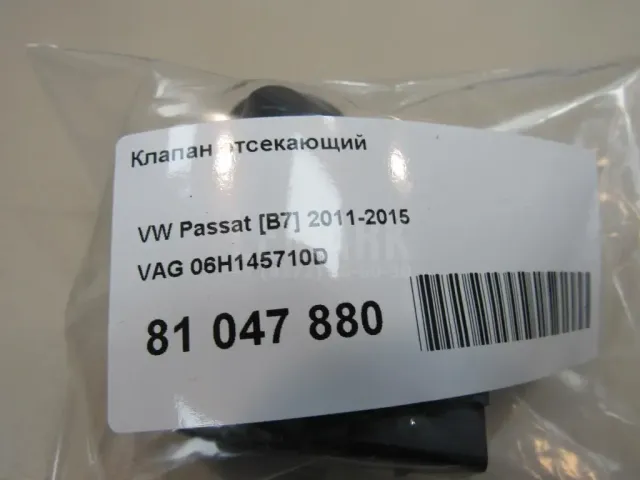 Клапан отсекающий
VW Passat [B7] 2011-2015
VAG 06H145710D
81 047 880